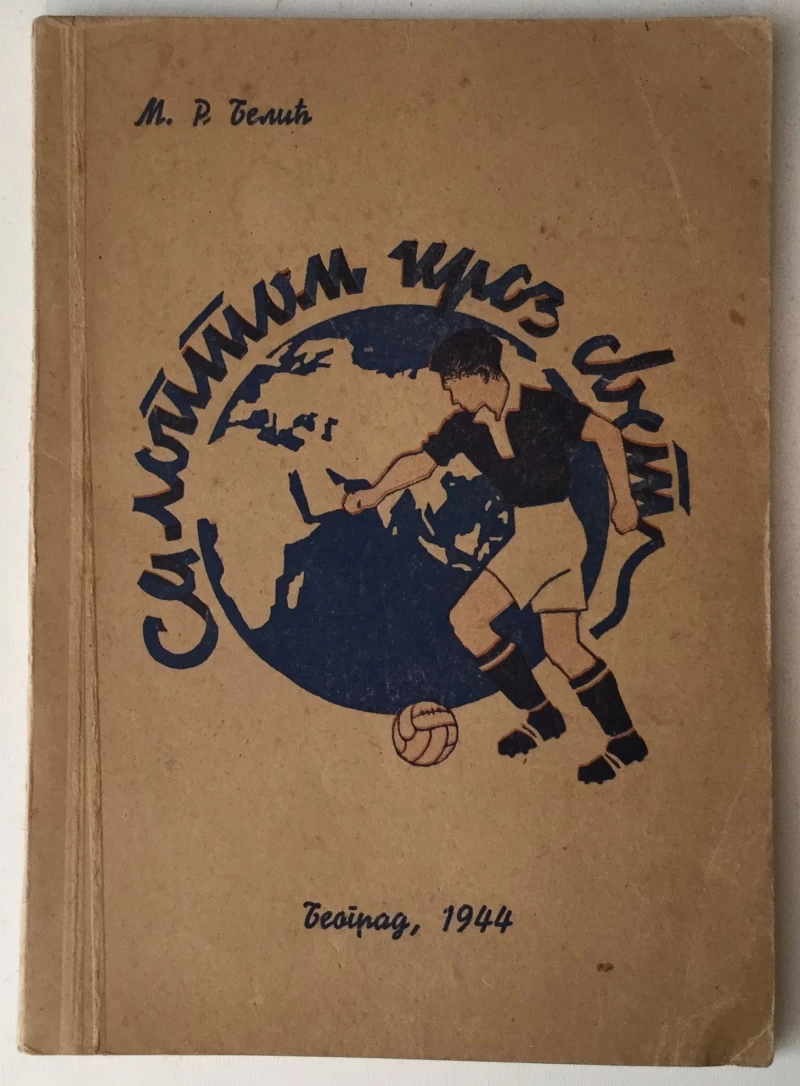 М. Р. Белић
Са лоптом кроз свет
Београд, 1944